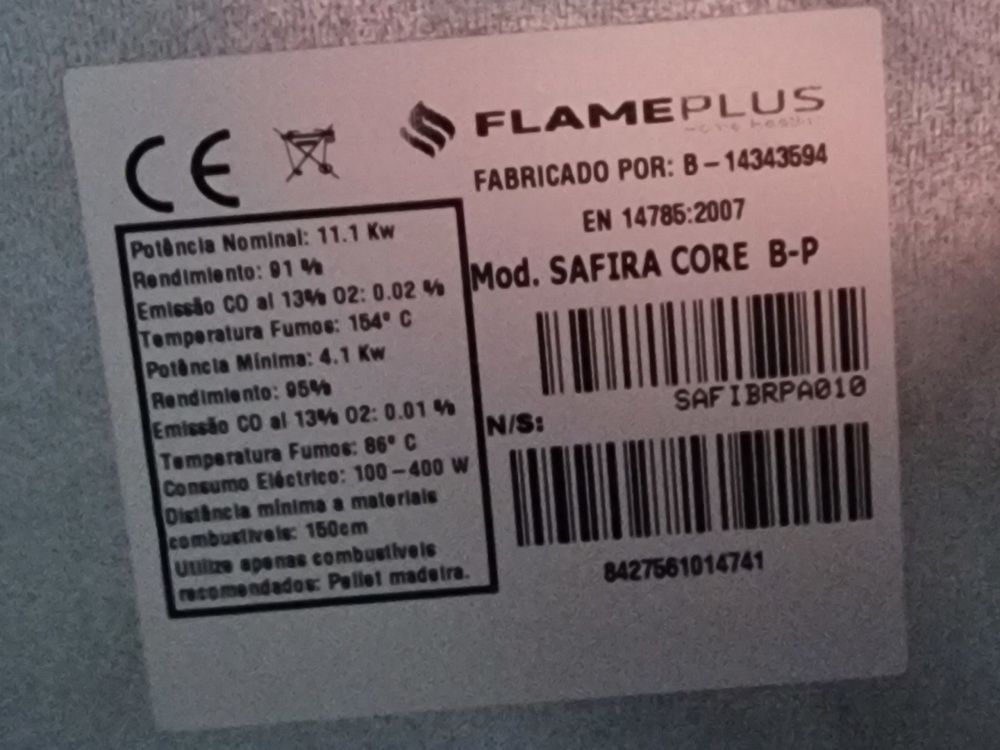 CE
FLAMEPLUS
FABRICADO POR: B-14343594
EN 14785:2007
Mod. SAFIRA CORE B-P
SAFIBRPA010
N/S:
8427561014741
Potência Nominal: 11.1 Kw
Rendimiento: 91 %
Emissão CO al 13% O2: 0.02 %
Temperatura Fumos: 154º C
Potência Mínima: 4.1 Kw
Rendimiento: 95%
Emissão CO al 13% O2: 0.01 %
Temperatura Fumos: 86º C
Consumo Eléctrico: 100-400 W
Distância mínima a materiais
combustíveis: 150cm
Utilize apenas combustíveis
recomendados: Pellet madeira.